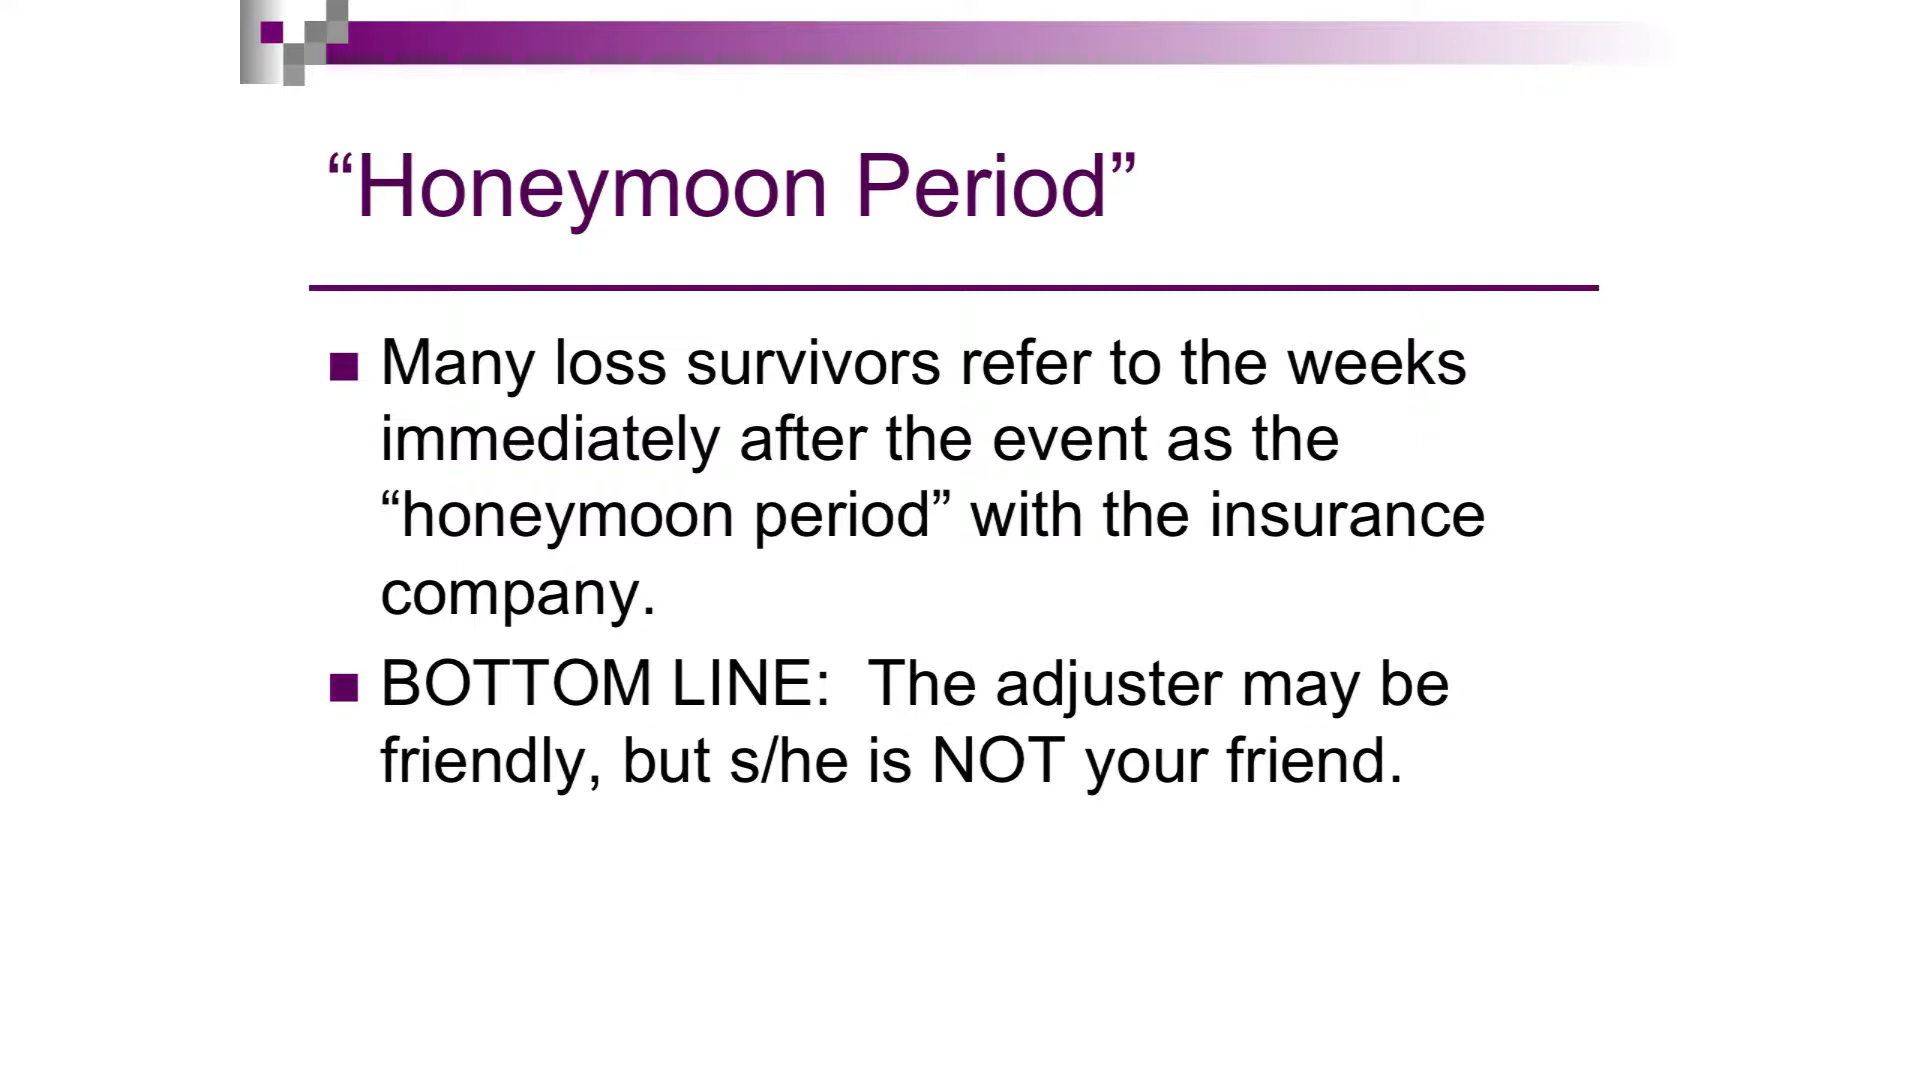 “Honeymoon Period”
Many loss survivors refer to the weeks
immediately after the event as the
“honeymoon period” with the insurance
company.
BOTTOM LINE:  The adjuster may be
friendly, but s/he is NOT your friend.